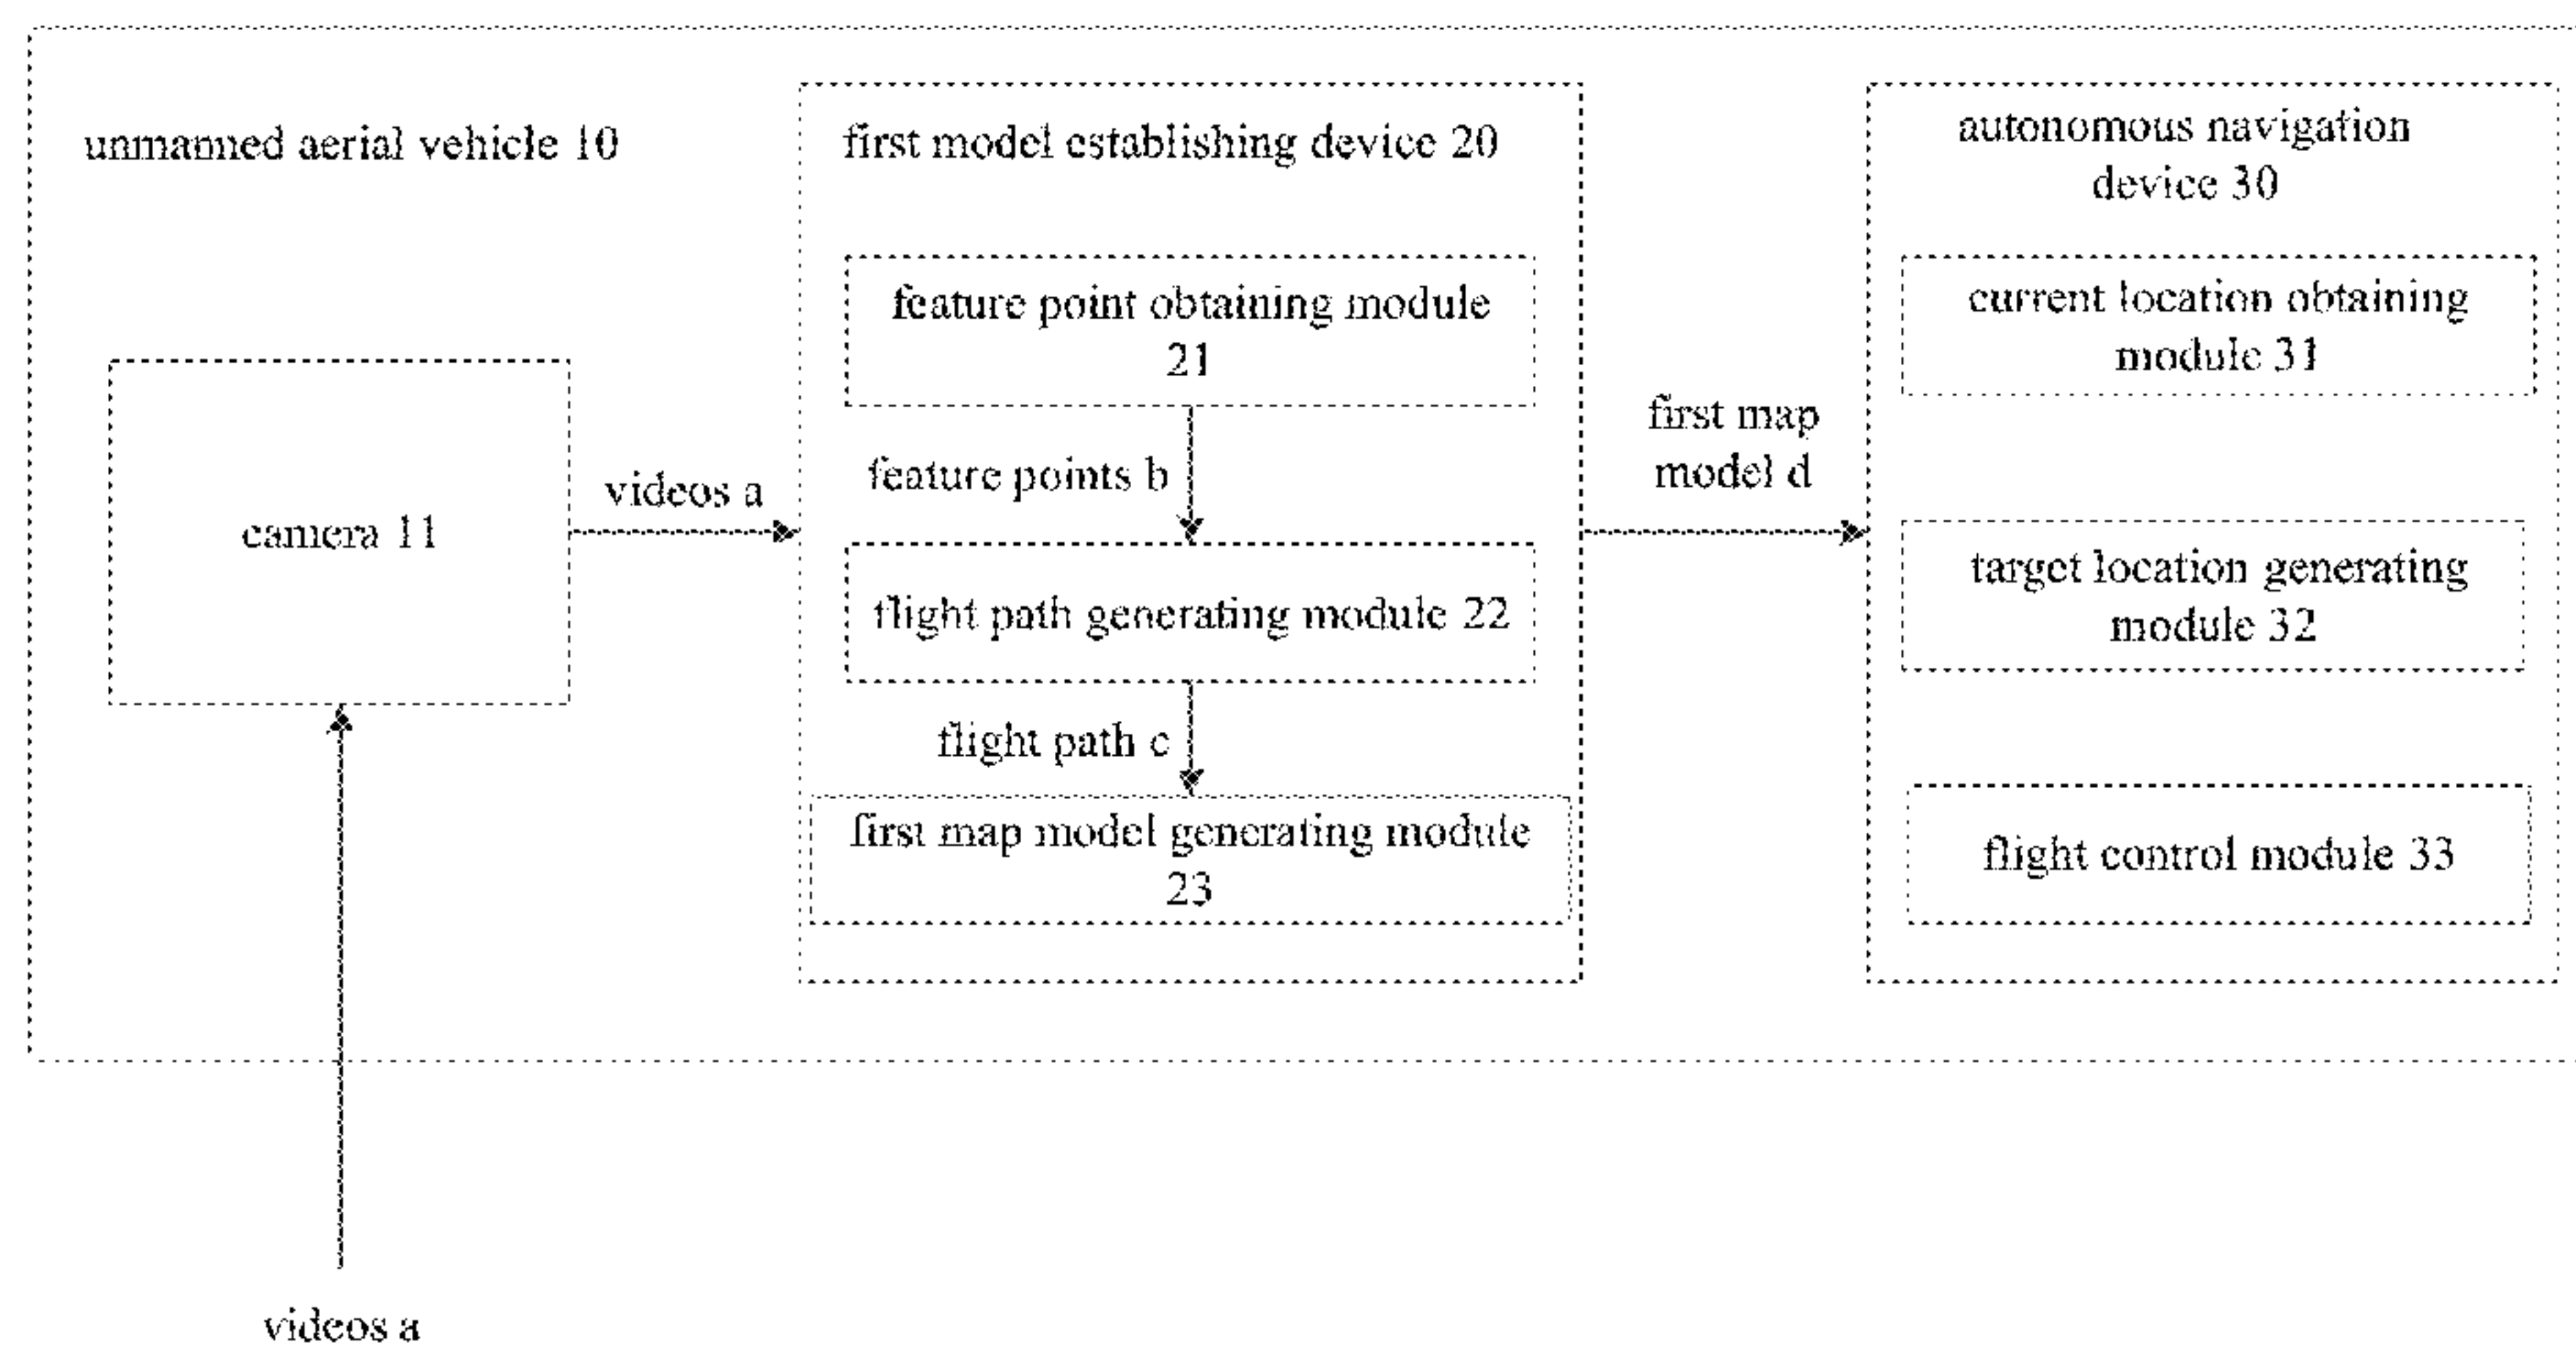 unmanned aerial vehicle 10
camera 11
videos a
videos a
first model establishing device 20
feature point obtaining module
21
feature points b
flight path generating module 22
flight path c
first map model generating module
23
first map
model d
autonomous navigation
device 30
current location obtaining
module 31
target location generating
module 32
flight control module 33